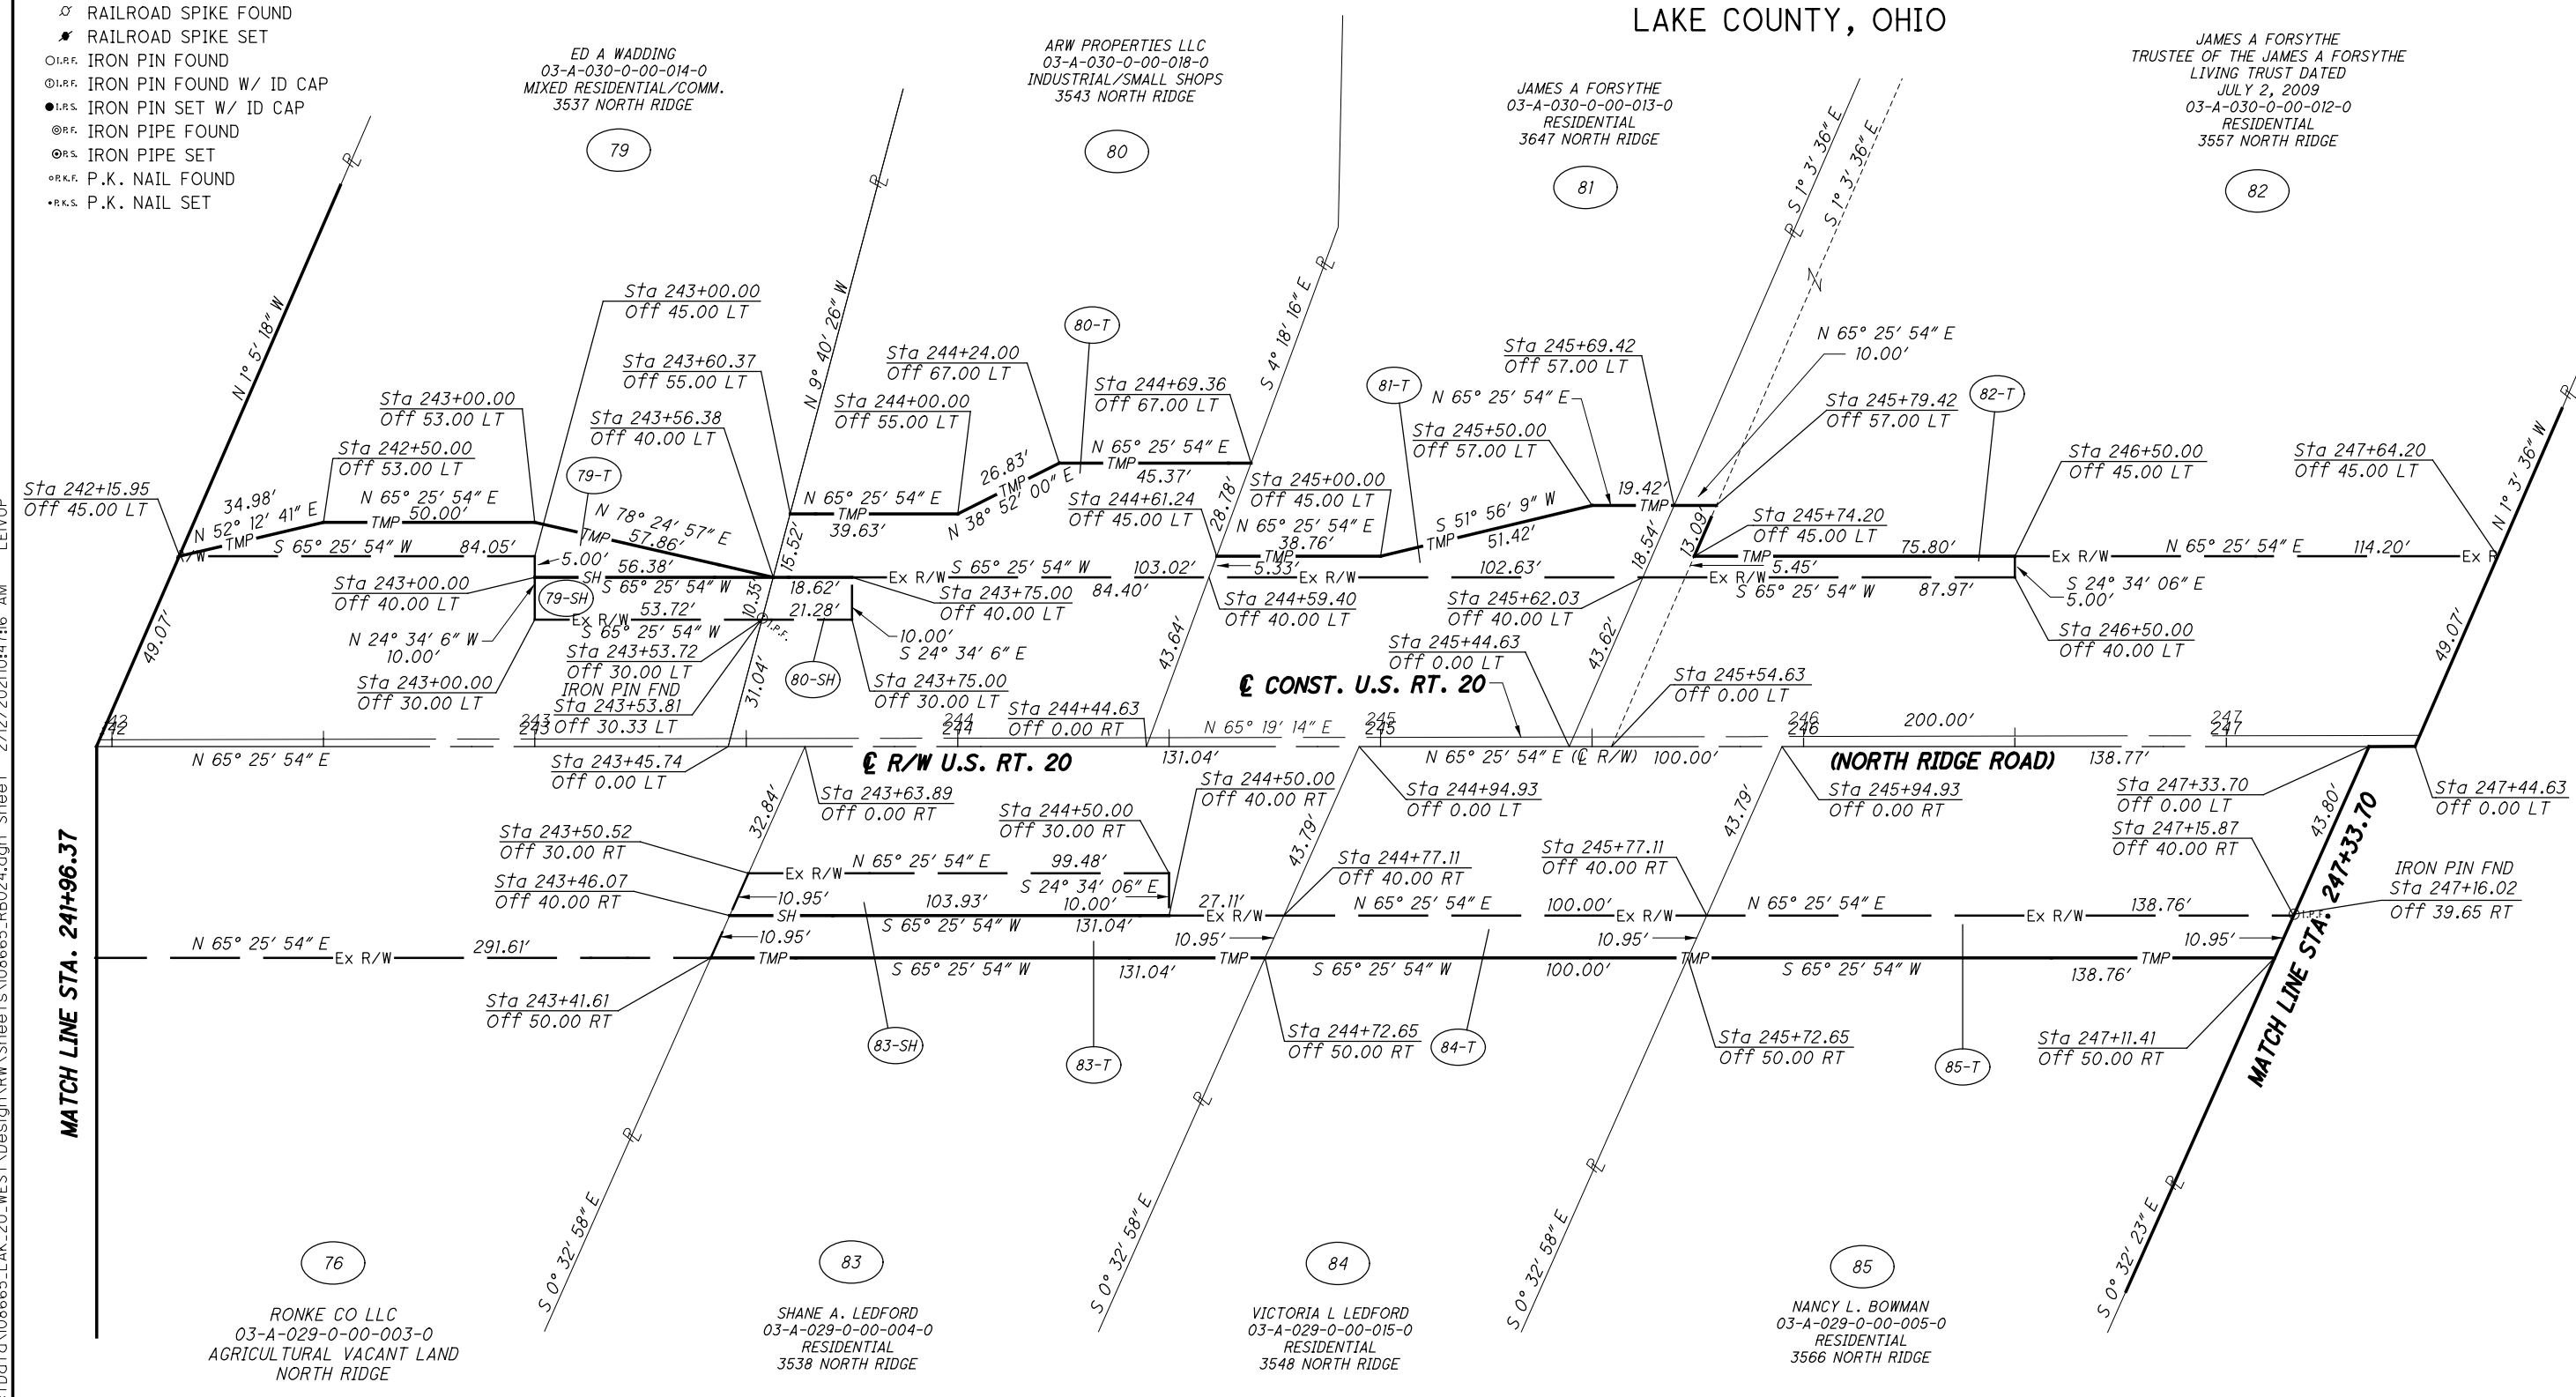 RAILROAD SPIKE FOUND
RAILROAD SPIKE SET
O I.P.F. IRON PIN FOUND
I.P.F. IRON PIN FOUND W/ ID CAP
I.P.S. IRON PIN SET W/ ID CAP
P.F. IRON PIPE FOUND
P.S. IRON PIPE SET
P.K.F. P.K. NAIL FOUND
P.K.S. P.K. NAIL SET
LAKE COUNTY, OHIO
ED A WADDING
03-A-030-0-00-014-0
MIXED RESIDENTIAL/COMM.
3537 NORTH RIDGE
79
ARW PROPERTIES LLC
03-A-030-0-00-018-0
INDUSTRIAL/SMALL SHOPS
3543 NORTH RIDGE
80
JAMES A FORSYTHE
03-A-030-0-00-013-0
RESIDENTIAL
3647 NORTH RIDGE
81
JAMES A FORSYTHE
TRUSTEE OF THE JAMES A FORSYTHE
LIVING TRUST DATED
JULY 2, 2009
03-A-030-0-00-012-0
RESIDENTIAL
3557 NORTH RIDGE
82
N 1° 5' 18" W
49.07'
N 9° 40' 26" W
S 4° 18' 16" E
S 1° 3' 36" E
S 1° 3' 36" E
N 1° 3' 36" W
49.07'
Sta 243+00.00
Off 45.00 LT
Sta 243+60.37
Off 55.00 LT
Sta 244+24.00
Off 67.00 LT
80-T
Sta 244+69.36
Off 67.00 LT
Sta 245+69.42
Off 57.00 LT
N 65° 25' 54" E
10.00'
Sta 243+00.00
Off 53.00 LT
Sta 243+56.38
Off 40.00 LT
Sta 244+00.00
Off 55.00 LT
81-T
N 65° 25' 54" E
Sta 245+79.42
Off 57.00 LT
82-T
Sta 242+50.00
Off 53.00 LT
Sta 245+50.00
Off 57.00 LT
Sta 246+50.00
Off 45.00 LT
Sta 247+64.20
Off 45.00 LT
Sta 242+15.95
Off 45.00 LT
34.98'
N 52° 12' 41" E
TMP
N 65° 25' 54" E
TMP 50.00'
79-T
N 78° 24' 57" E
TMP 57.86'
N 65° 25' 54" E
TMP
39.63'
26.83'
TMP
N 38° 52' 00" E
N 65° 25' 54" E
TMP
45.37'
28.78'
Sta 244+61.24
Off 45.00 LT
Sta 245+00.00
Off 45.00 LT
N 65° 25' 54" E
38.76'
TMP
S 51° 56' 9" W
TMP 51.42'
19.42'
TMP
18.54'
13.09'
Sta 245+74.20
Off 45.00 LT
TMP 75.80'
Ex R/W N 65° 25' 54" E 114.20' Ex R
R/W S 65° 25' 54" W 84.05'
5.00'
15.52'
SH 56.38'
S 65° 25' 54" W
18.62'
Ex R/W S 65° 25' 54" W 103.02'
84.40'
5.33'
Ex R/W 102.63'
5.45'
Ex R/W S 65° 25' 54" W 87.97'
S 24° 34' 06" E
5.00'
Sta 243+00.00
Off 40.00 LT
79-SH
10.35'
Sta 243+75.00
Off 40.00 LT
Sta 244+59.40
Off 40.00 LT
Sta 245+62.03
Off 40.00 LT
Sta 246+50.00
Off 40.00 LT
Ex R/W 53.72'
S 65° 25' 54" W
I.P.F.
21.28'
10.00'
S 24° 34' 6" E
N 24° 34' 6" W
10.00'
Sta 243+53.72
Off 30.00 LT
IRON PIN FND
Sta 243+53.81
Off 30.33 LT
31.04'
80-SH
Sta 243+75.00
Off 30.00 LT
43.64'
43.62'
Sta 245+44.63
Off 0.00 LT
Sta 245+54.63
Off 0.00 LT
Sta 243+00.00
Off 30.00 LT
Sta 244+44.63
Off 0.00 RT
℄ CONST. U.S. RT. 20
242
243
243
244
244
N 65° 19' 14" E
245
245
246
246
200.00'
247
247
N 65° 25' 54" E
Sta 243+45.74
Off 0.00 LT
℄ R/W U.S. RT. 20
131.04'
N 65° 25' 54" E (℄ R/W) 100.00'
(NORTH RIDGE ROAD)
138.77'
Sta 243+63.89
Off 0.00 RT
Sta 244+50.00
Off 40.00 RT
Sta 244+94.93
Off 0.00 LT
Sta 245+94.93
Off 0.00 RT
Sta 247+33.70
Off 0.00 LT
Sta 247+44.63
Off 0.00 LT
32.84'
43.79'
43.79'
43.80'
MATCH LINE STA. 241+96.37
MATCH LINE STA. 247+33.70
Sta 243+50.52
Off 30.00 RT
Sta 244+50.00
Off 30.00 RT
Sta 244+77.11
Off 40.00 RT
Sta 245+77.11
Off 40.00 RT
Sta 247+15.87
Off 40.00 RT
IRON PIN FND
Sta 247+16.02
Off 39.65 RT
Ex R/W N 65° 25' 54" E 99.48'
Sta 243+46.07
Off 40.00 RT
10.95'
S 24° 34' 06" E
10.00'
SH 103.93'
S 65° 25' 54" W 131.04'
27.11'
Ex R/W N 65° 25' 54" E 100.00' Ex R/W N 65° 25' 54" E Ex R/W 138.76'
I.P.F.
N 65° 25' 54" E
Ex R/W 291.61'
10.95'
10.95'
10.95'
10.95'
TMP S 65° 25' 54" W 131.04' TMP S 65° 25' 54" W 100.00' TMP S 65° 25' 54" W TMP
138.76'
Sta 243+41.61
Off 50.00 RT
83-SH
83-T
Sta 244+72.65
Off 50.00 RT
84-T
Sta 245+72.65
Off 50.00 RT
85-T
Sta 247+11.41
Off 50.00 RT
S 0° 32' 58" E
S 0° 32' 58" E
S 0° 32' 58" E
S 0° 32' 23" E
76
RONKE CO LLC
03-A-029-0-00-003-0
AGRICULTURAL VACANT LAND
NORTH RIDGE
83
SHANE A. LEDFORD
03-A-029-0-00-004-0
RESIDENTIAL
3538 NORTH RIDGE
84
VICTORIA L LEDFORD
03-A-029-0-00-015-0
RESIDENTIAL
3548 NORTH RIDGE
85
NANCY L. BOWMAN
03-A-029-0-00-005-0
RESIDENTIAL
3566 NORTH RIDGE